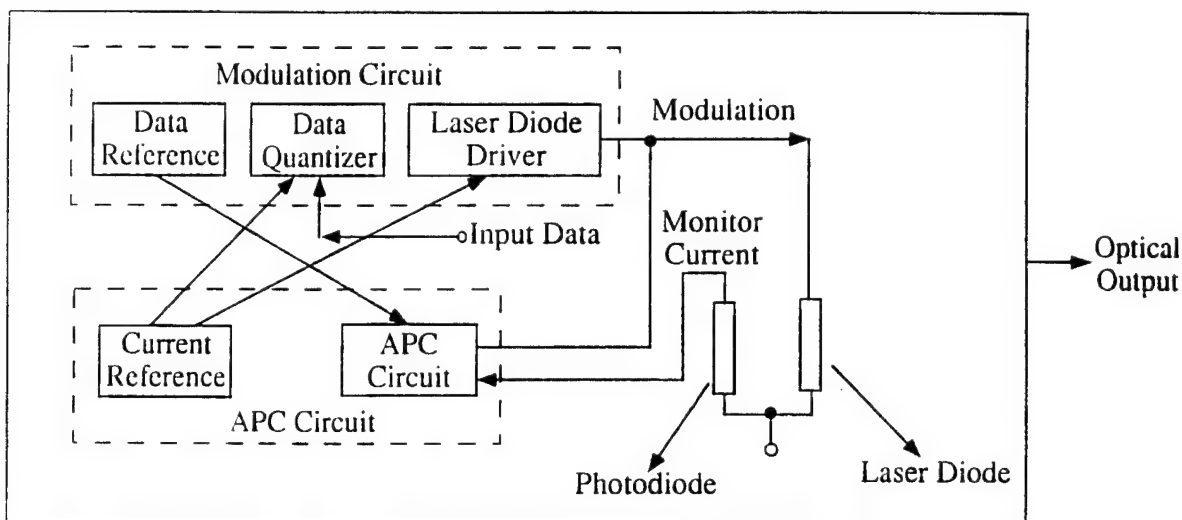 Modulation Circuit
Data
Reference
Data
Quantizer
Laser Diode
Driver
Modulation
Input Data
Monitor
Current
Optical
Output
Current
Reference
APC
Circuit
APC Circuit
Photodiode
Laser Diode